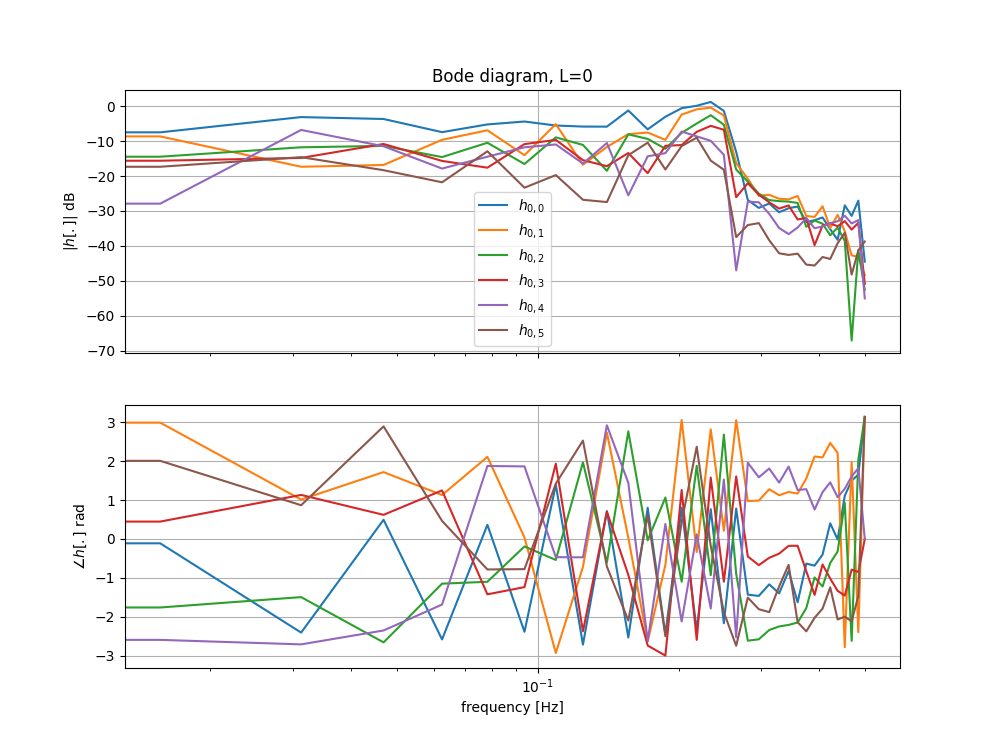 Bode diagram, L=0
|h[.]| dB
0
−10
−20
−30
−40
−50
−60
−70
h0,0
h0,1
h0,2
h0,3
h0,4
h0,5
∠h[.] rad
3
2
1
0
−1
−2
−3
10−1
frequency [Hz]